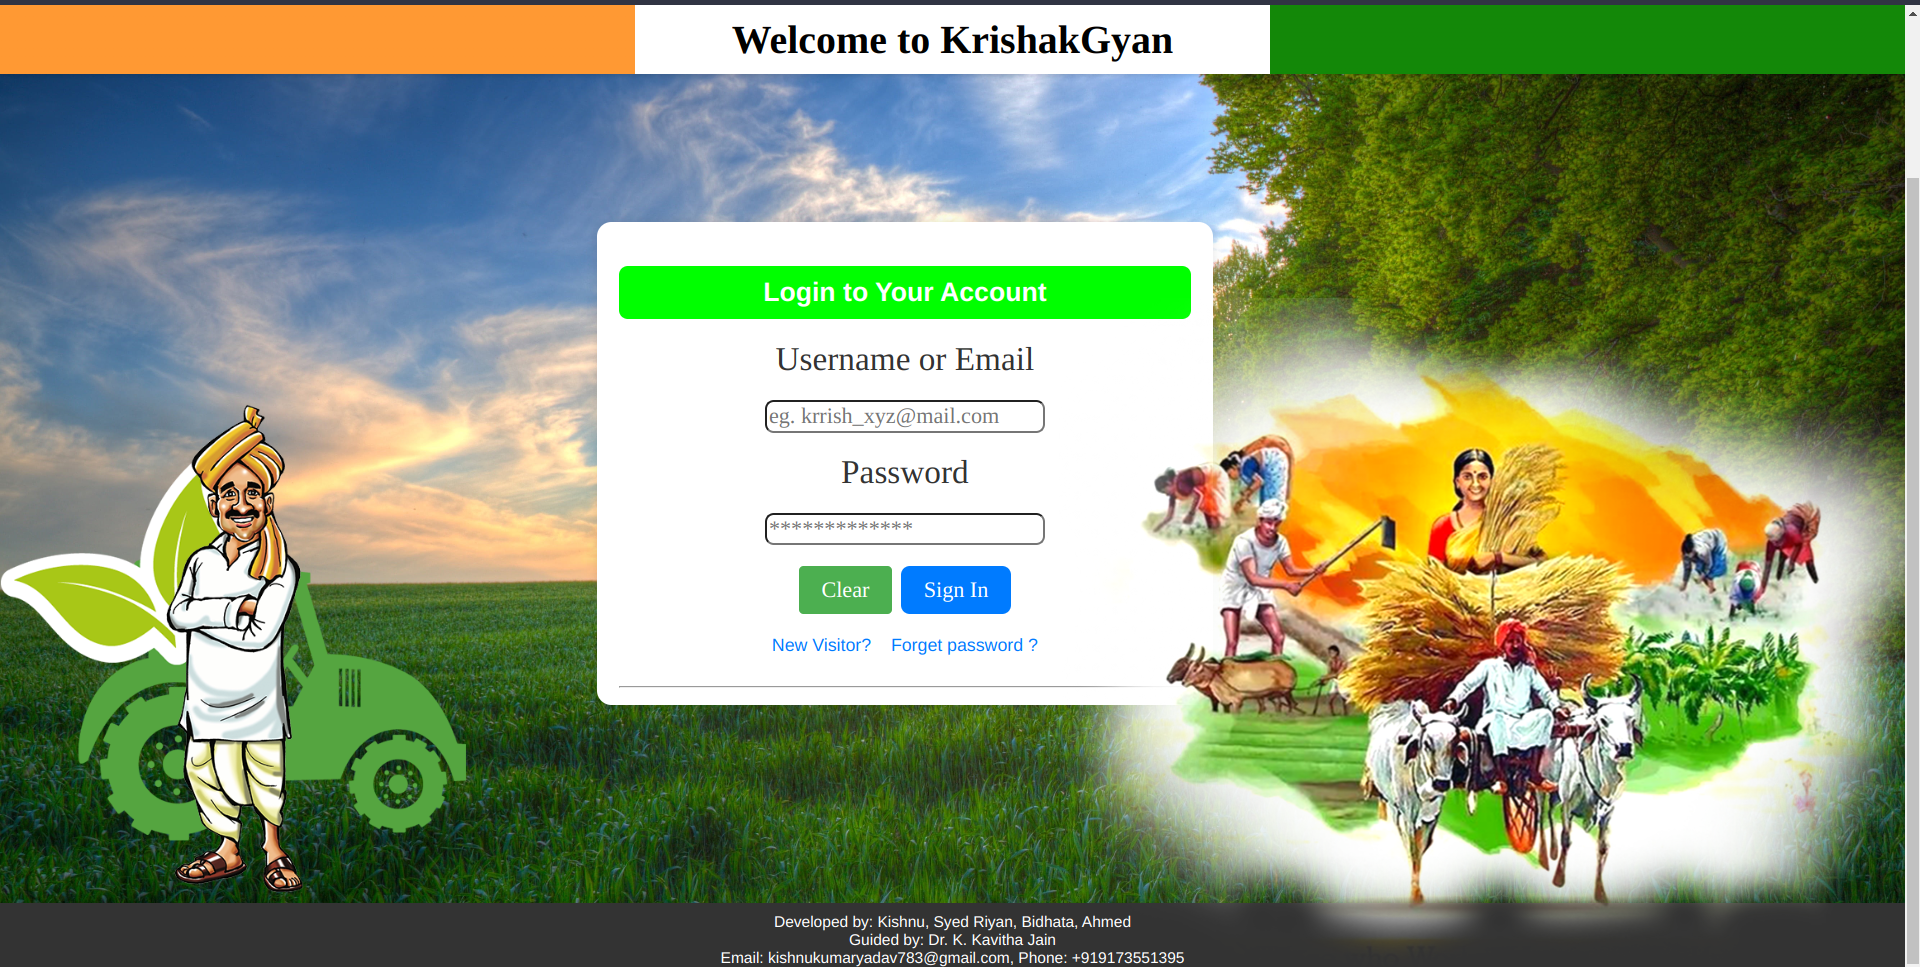 Welcome to KrishakGyan
Login to Your Account
Username or Email
eg. krrish_xyz@mail.com
Password
*************
Clear Sign In
New Visitor? Forget password ?
Developed by: Kishnu, Syed Riyan, Bidhata, Ahmed
Guided by: Dr. K. Kavitha Jain
Email: kishnukumaryadav783@gmail.com, Phone: +919173551395